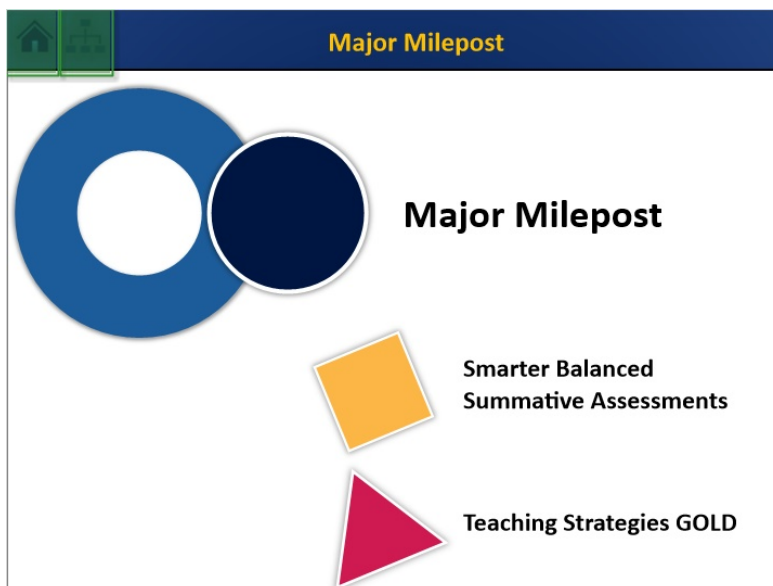 Major Milepost
Major Milepost
Smarter Balanced
Summative Assessments
Teaching Strategies GOLD